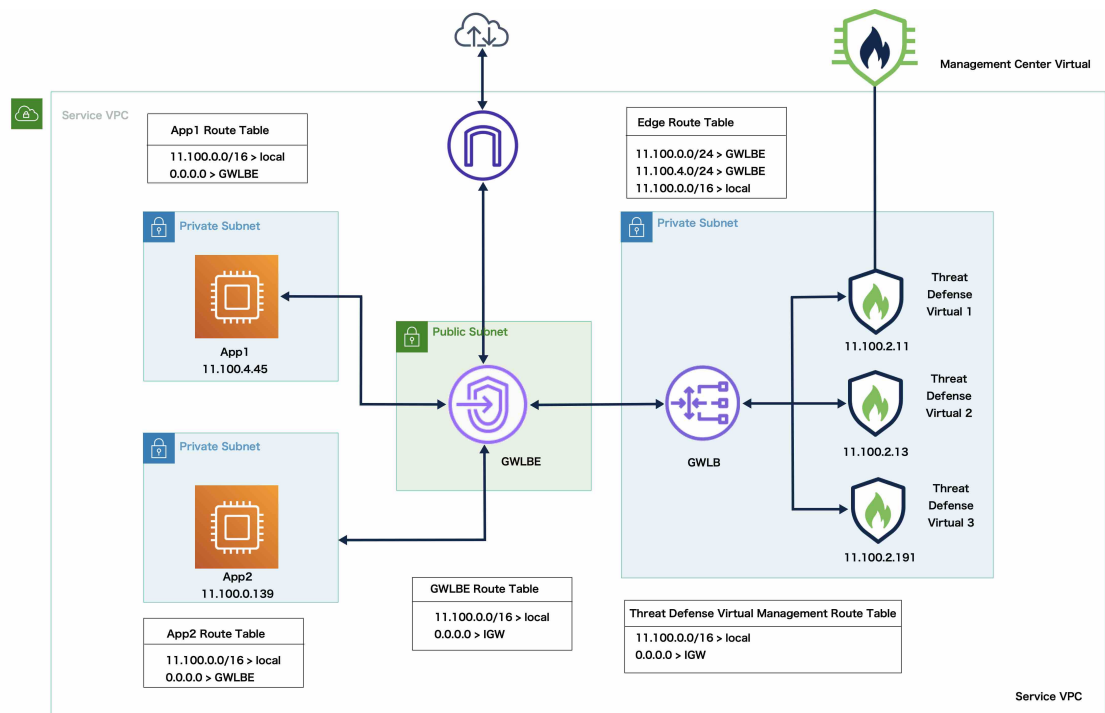 Management Center Virtual
Service VPC
App1 Route Table
11.100.0.0/16 > local
0.0.0.0 > GWLBE
Edge Route Table
11.100.0.0/24 > GWLBE
11.100.4.0/24 > GWLBE
11.100.0.0/16 > local
Private Subnet
App1
11.100.4.45
Private Subnet
Threat
Defense
Virtual 1
11.100.2.11
Public Subnet
GWLBE
GWLB
Threat
Defense
Virtual 2
11.100.2.13
Private Subnet
App2
11.100.0.139
Threat
Defense
Virtual 3
11.100.2.191
GWLBE Route Table
11.100.0.0/16 > local
0.0.0.0 > IGW
Threat Defense Virtual Management Route Table
11.100.0.0/16 > local
0.0.0.0 > IGW
App2 Route Table
11.100.0.0/16 > local
0.0.0.0 > GWLBE
Service VPC